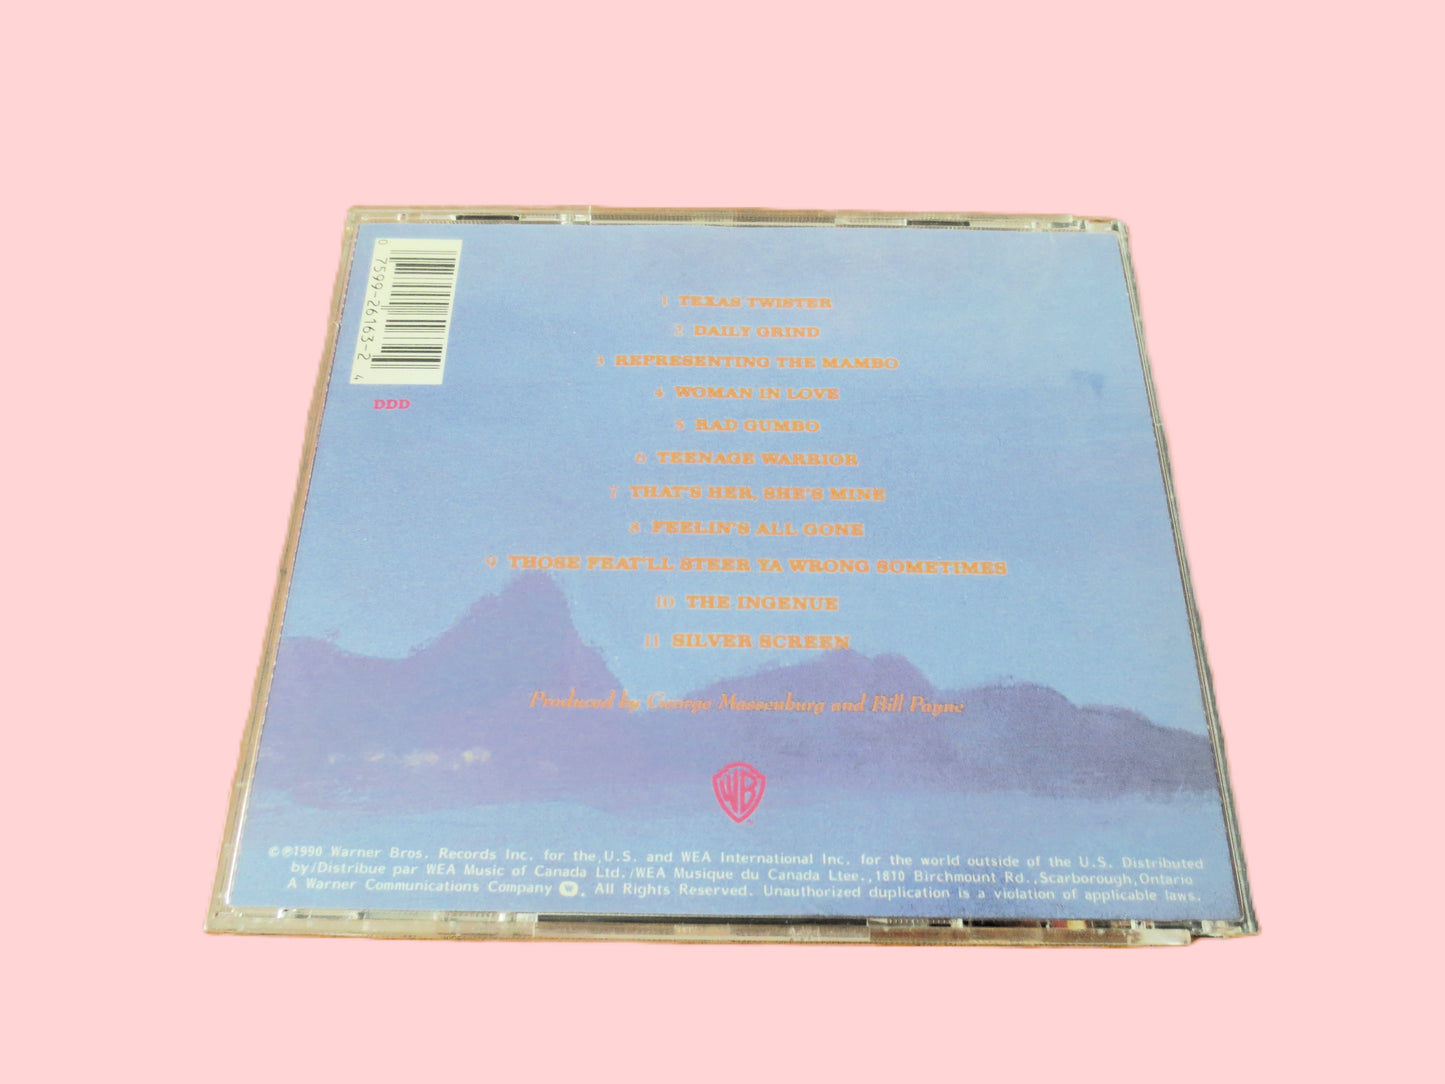 0 7599-26163-2 4
DDD
1 TEXAS TWISTER
2 DAILY GRIND
3 REPRESENTING THE MAMBO
4 WOMAN IN LOVE
5 RAD GUMBO
6 TEENAGE WARRIOR
7 THAT'S HER, SHE'S MINE
8 FEELIN'S ALL GONE
9 THOSE FEAT'LL STEER YA WRONG SOMETIMES
10 THE INGENUE
11 SILVER SCREEN
Produced by George Massenburg and Bill Payne
WB
©℗1990 Warner Bros. Records Inc. for the U.S. and WEA International Inc. for the world outside of the U.S. Distributed
by/Distribue par WEA Music of Canada Ltd./WEA Musique du Canada Ltee., 1810 Birchmount Rd., Scarborough, Ontario
A Warner Communications Company W. All Rights Reserved. Unauthorized duplication is a violation of applicable laws.